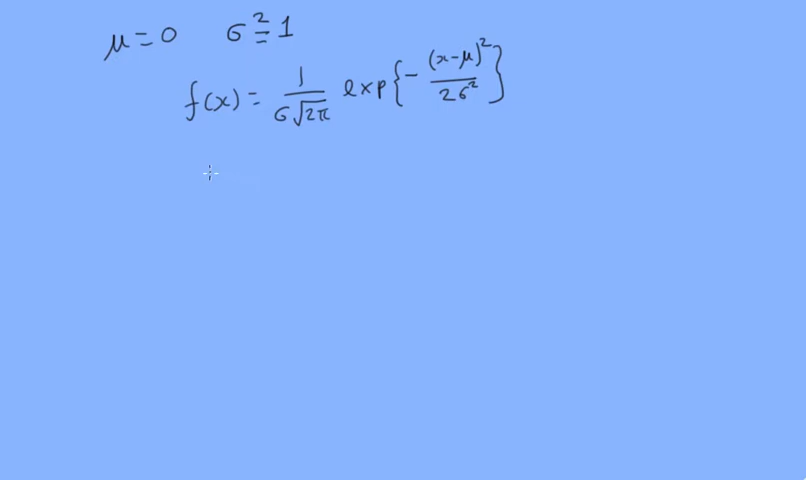 μ = 0 σ² = 1
f(x) = 1/(σ√2π) exp{ - (x-μ)²/(2σ²) }